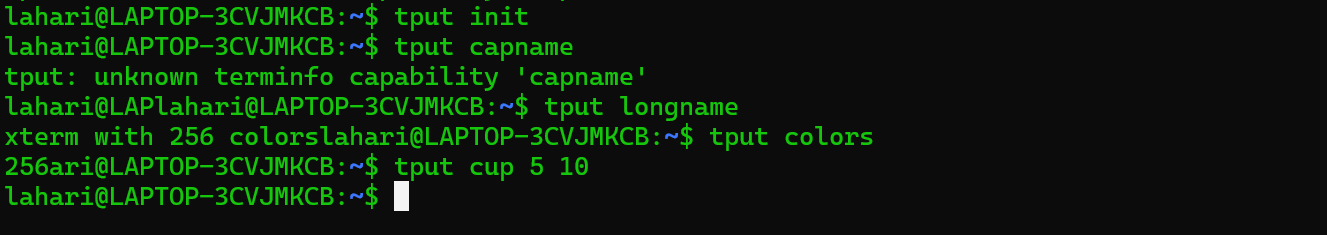 lahari@LAPTOP-3CVJMKCB:~$ tput init
lahari@LAPTOP-3CVJMKCB:~$ tput capname
tput: unknown terminfo capability 'capname'
lahari@LAPlahari@LAPTOP-3CVJMKCB:~$ tput longname
xterm with 256 colorslahari@LAPTOP-3CVJMKCB:~$ tput colors
256ari@LAPTOP-3CVJMKCB:~$ tput cup 5 10
lahari@LAPTOP-3CVJMKCB:~$